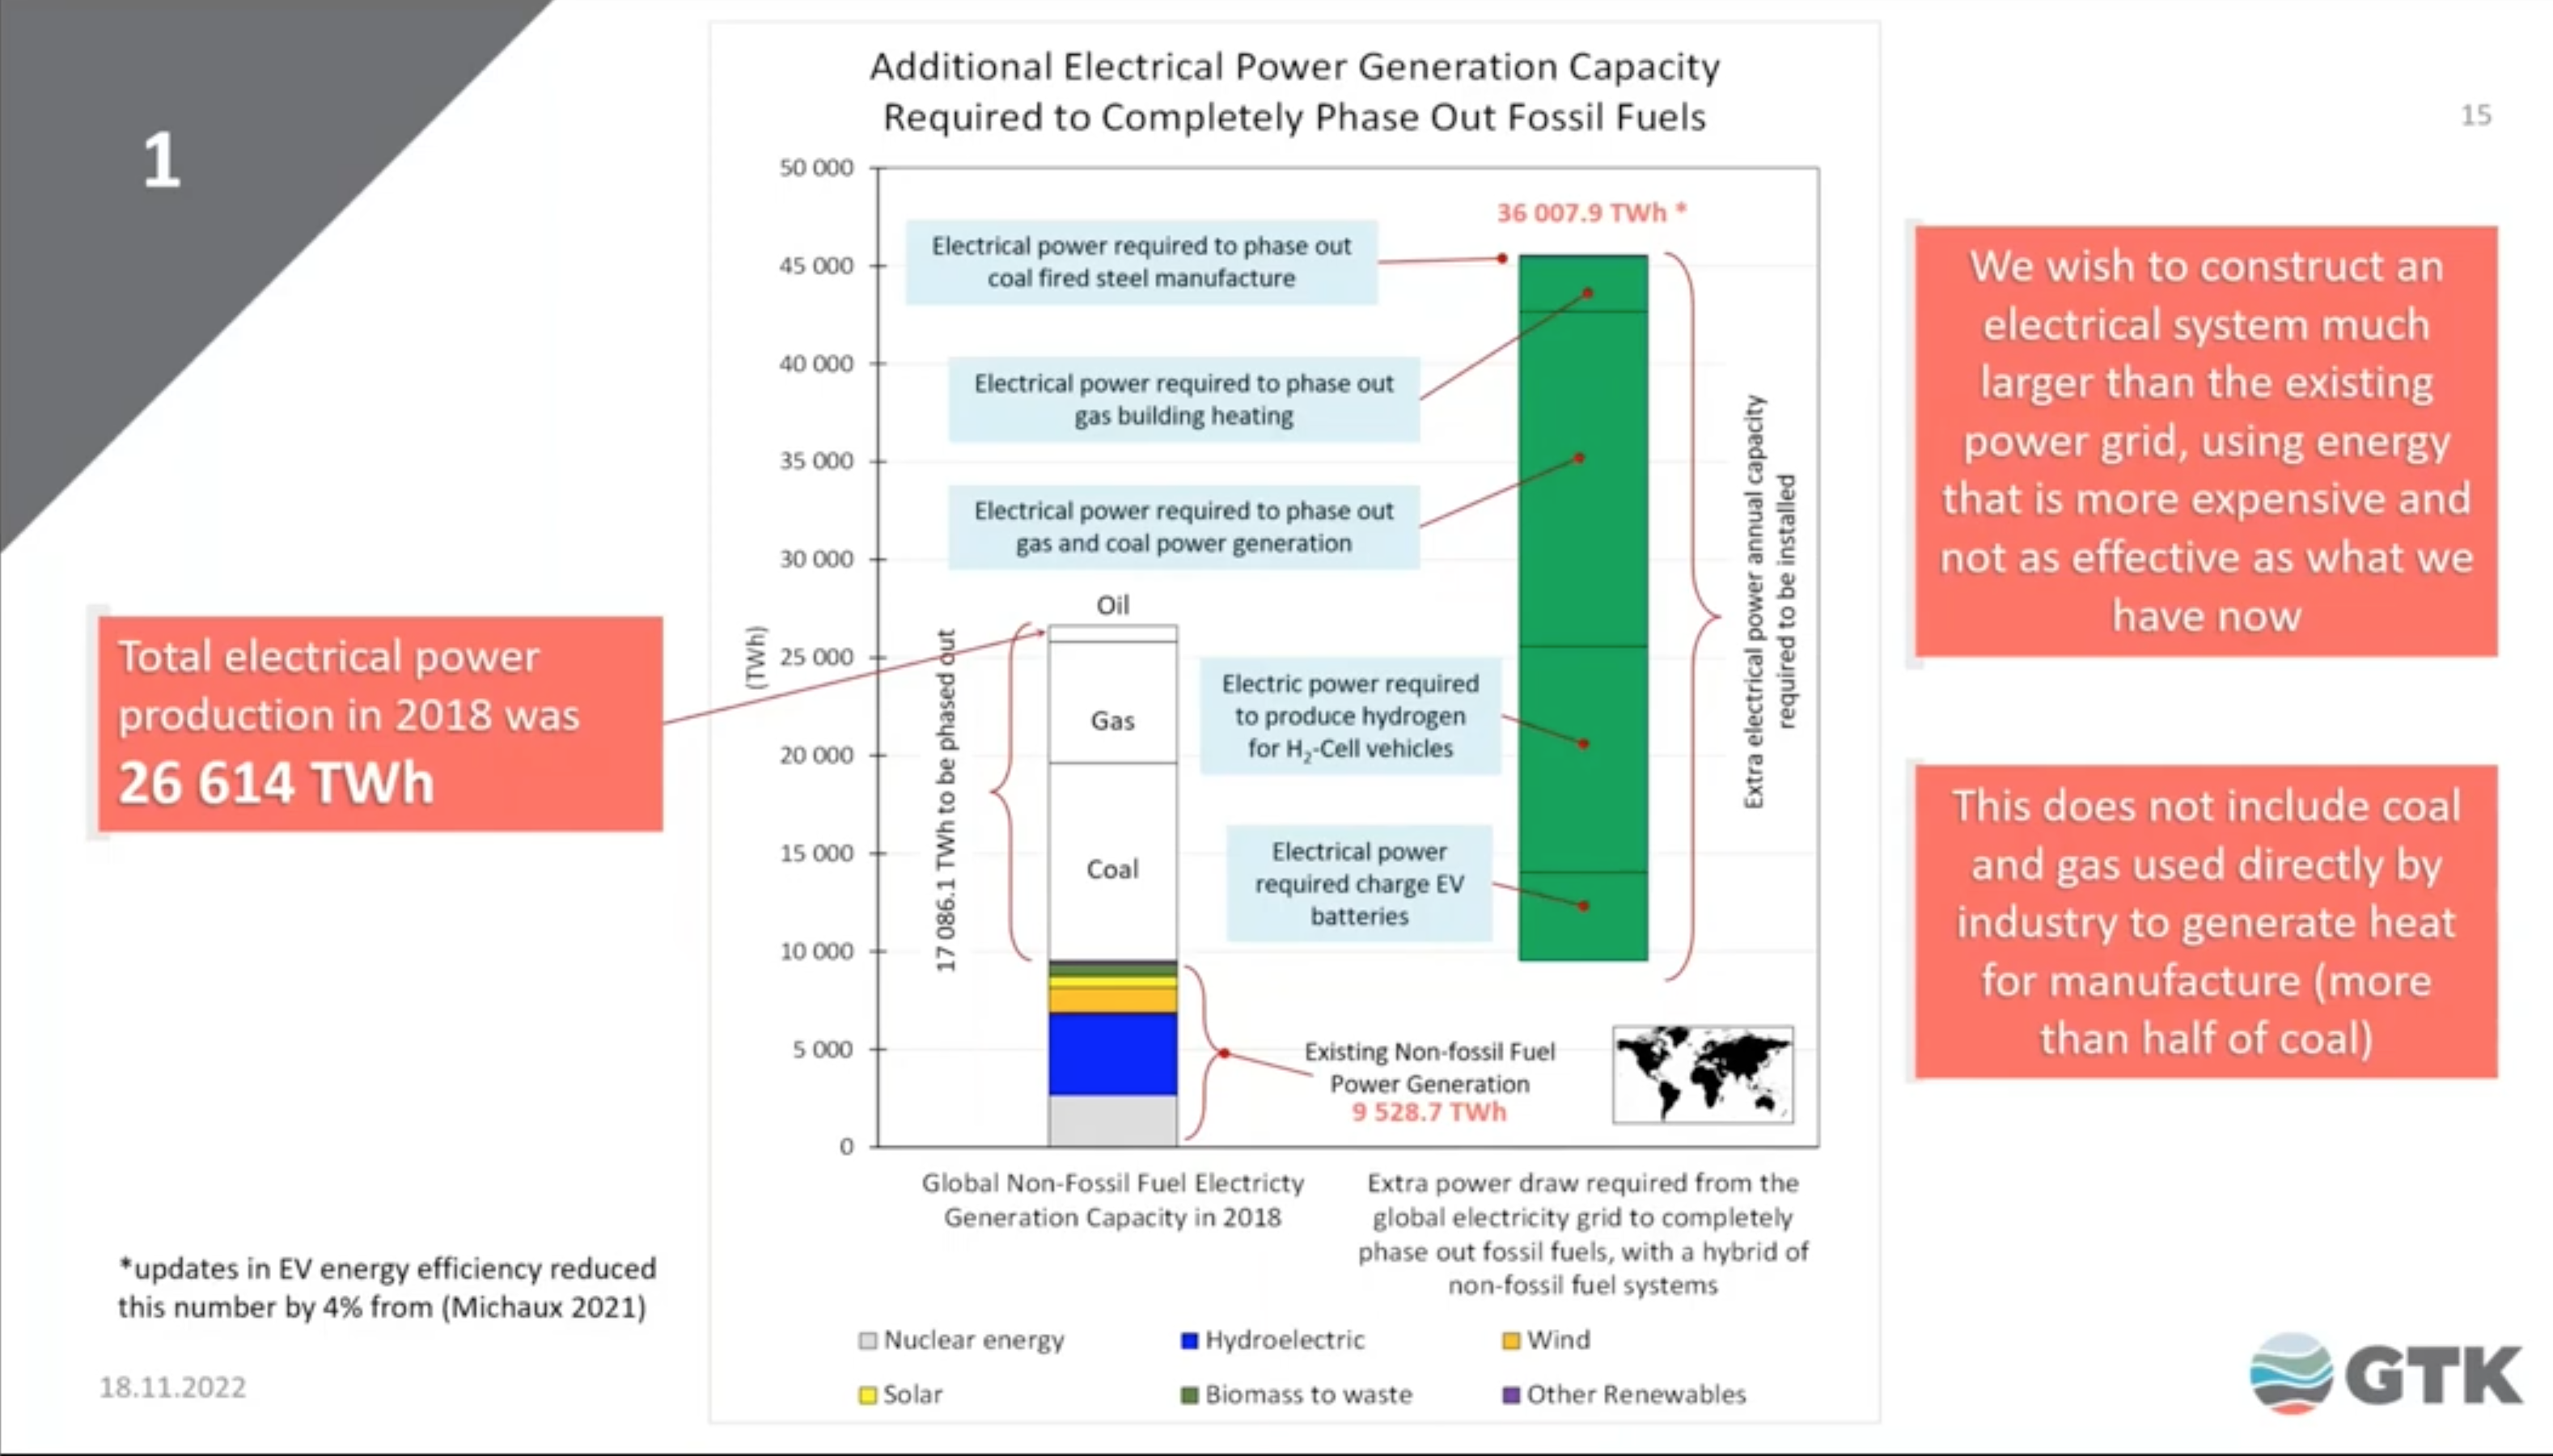 1
15
Additional Electrical Power Generation Capacity
Required to Completely Phase Out Fossil Fuels
50 000
45 000
40 000
35 000
30 000
25 000
20 000
15 000
10 000
5 000
0
(TWh)
36 007.9 TWh *
Electrical power required to phase out
coal fired steel manufacture
Electrical power required to phase out
gas building heating
Electrical power required to phase out
gas and coal power generation
Electric power required
to produce hydrogen
for H₂-Cell vehicles
Electrical power
required charge EV
batteries
Oil
Gas
Coal
17 086.1 TWh to be phased out
Extra electrical power annual capacity
required to be installed
Existing Non-fossil Fuel
Power Generation
9 528.7 TWh
Global Non-Fossil Fuel Electricty
Generation Capacity in 2018
Extra power draw required from the
global electricity grid to completely
phase out fossil fuels, with a hybrid of
non-fossil fuel systems
Nuclear energy
Hydroelectric
Wind
Solar
Biomass to waste
Other Renewables
Total electrical power
production in 2018 was
26 614 TWh
We wish to construct an
electrical system much
larger than the existing
power grid, using energy
that is more expensive and
not as effective as what we
have now
This does not include coal
and gas used directly by
industry to generate heat
for manufacture (more
than half of coal)
*updates in EV energy efficiency reduced
this number by 4% from (Michaux 2021)
18.11.2022
GTK